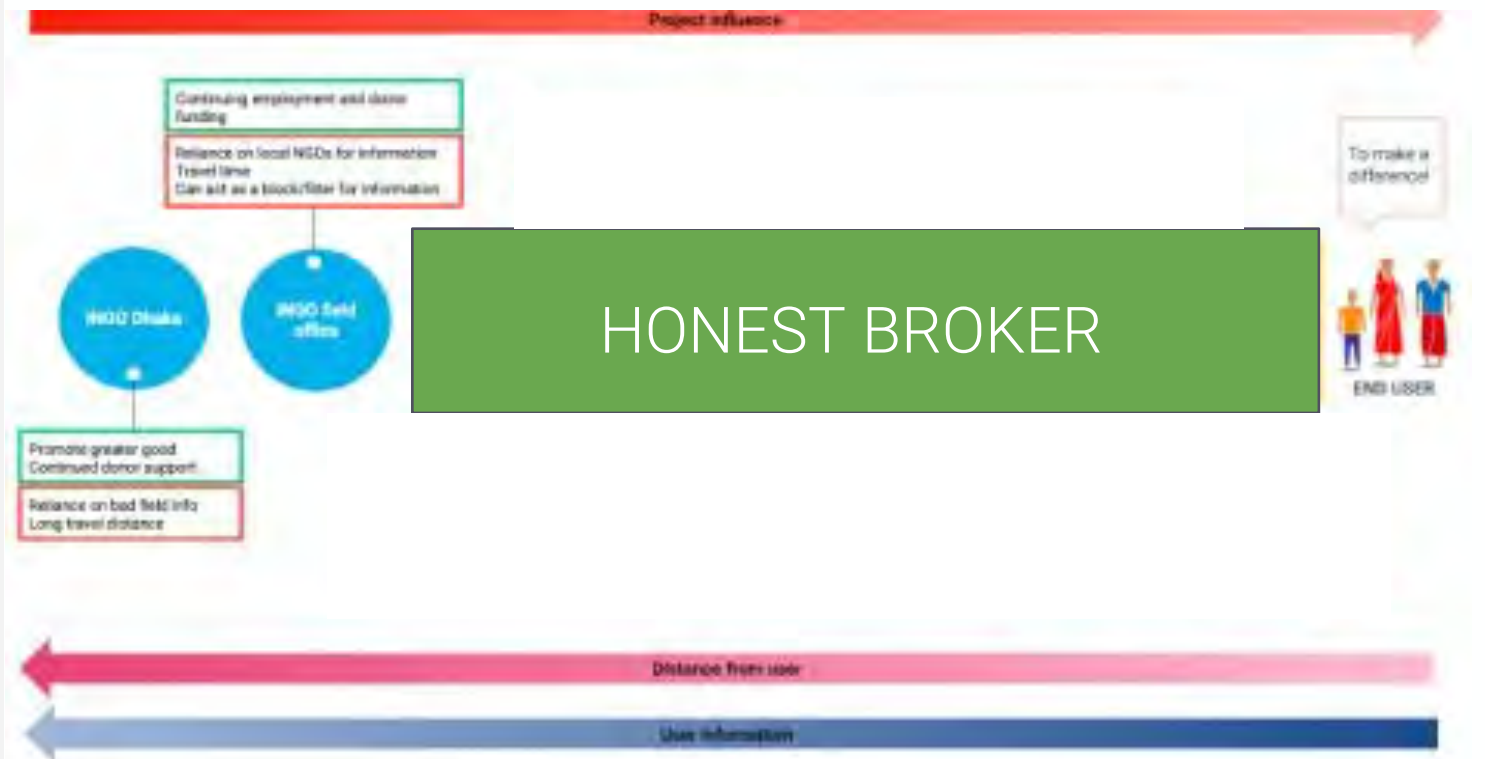 Project influence
Continuing employment and donor
funding
Reliance on local NGOs for information
Travel time
Can act as a block/filter for information
To make a
difference!
INGO Dhaka
INGO field
office
HONEST BROKER
END USER
Promote greater good
Continued donor support
Reliance on bad field info
Long travel distance
Distance from user
User information